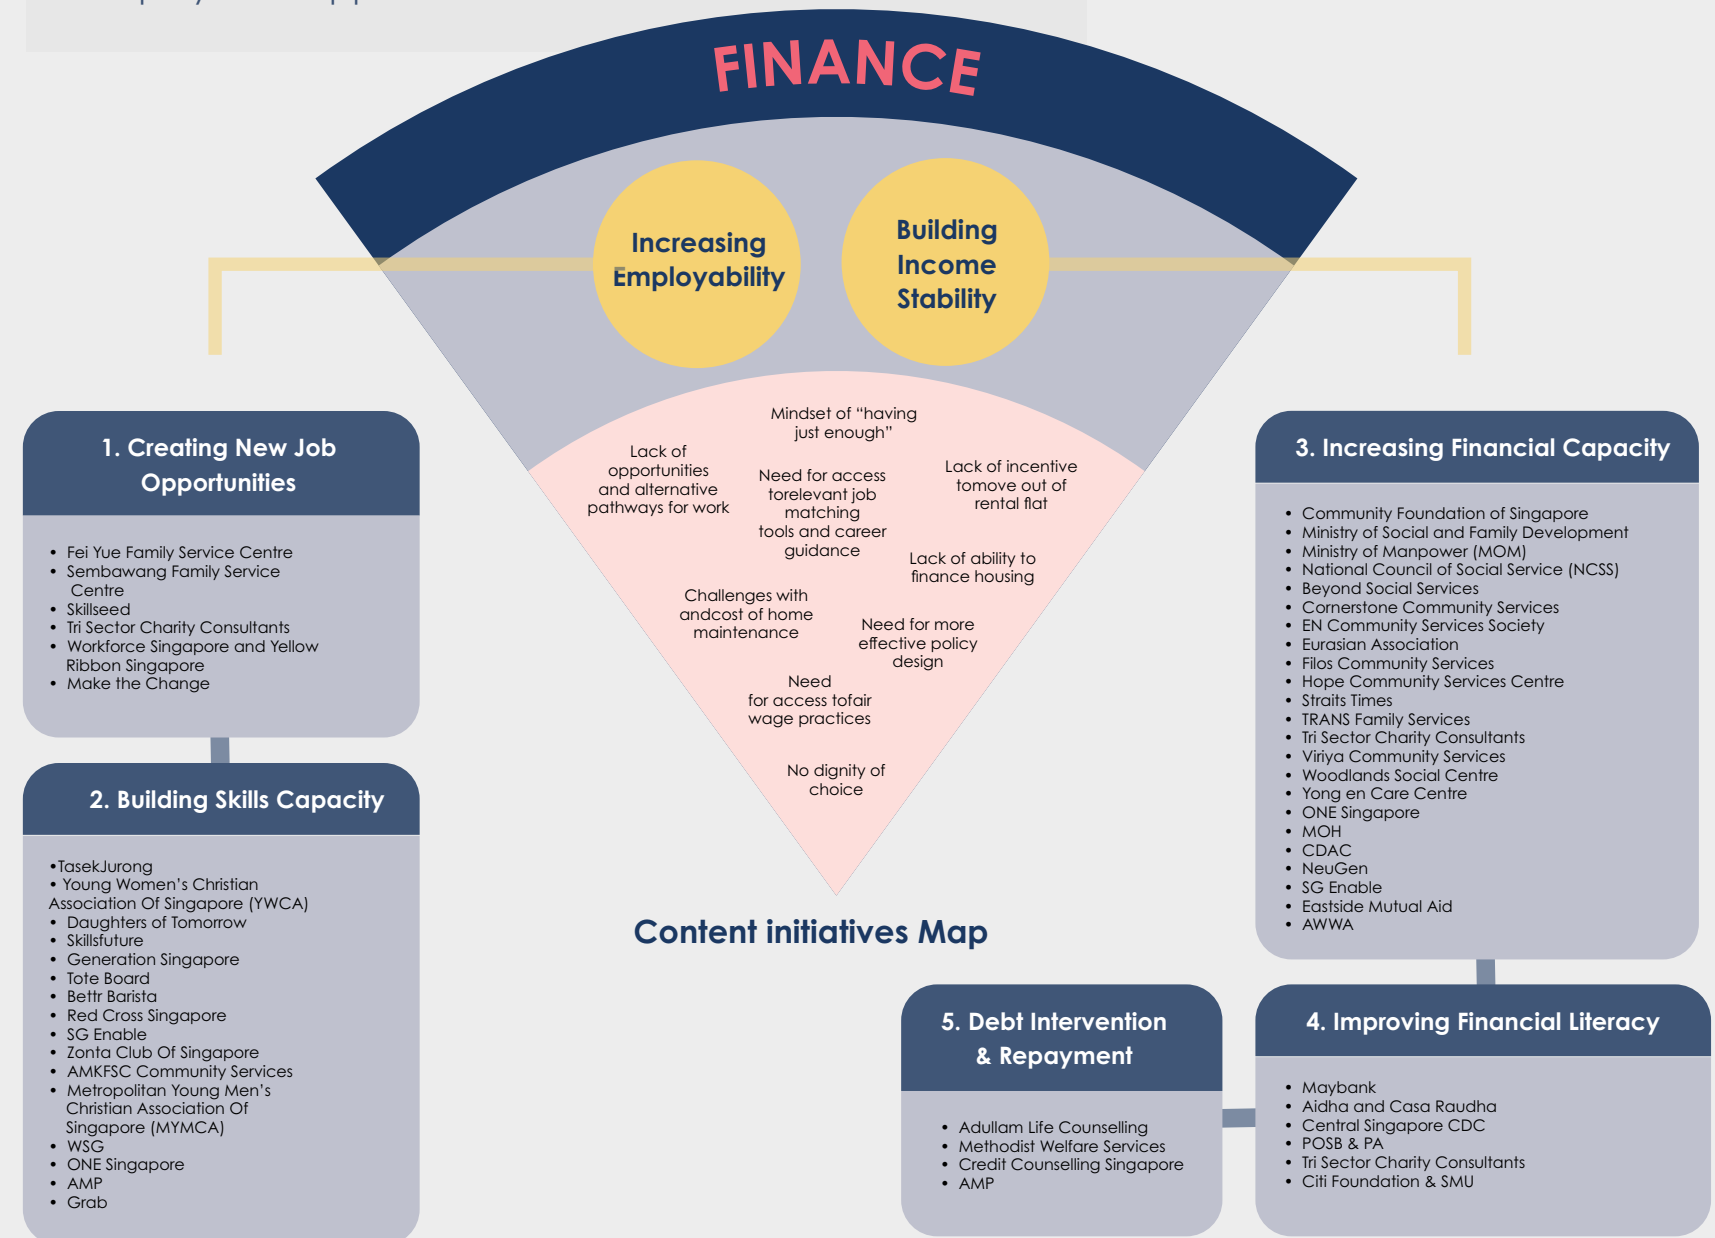 FINANCE
Increasing
Employability
Building
Income
Stability
Mindset of “having
just enough”
Lack of
opportunities
and alternative
pathways for work
Need for access
torelevant job
matching
tools and career
guidance
Lack of incentive
tomove out of
rental flat
Lack of ability to
finance housing
Challenges with
andcost of home
maintenance
Need for more
effective policy
design
Need
for access tofair
wage practices
No dignity of
choice
Content initiatives Map
1. Creating New Job
Opportunities
• Fei Yue Family Service Centre
• Sembawang Family Service
Centre
• Skillseed
• Tri Sector Charity Consultants
• Workforce Singapore and Yellow
Ribbon Singapore
• Make the Change
2. Building Skills Capacity
•TasekJurong
• Young Women’s Christian
Association Of Singapore (YWCA)
• Daughters of Tomorrow
• Skillsfuture
• Generation Singapore
• Tote Board
• Bettr Barista
• Red Cross Singapore
• SG Enable
• Zonta Club Of Singapore
• AMKFSC Community Services
• Metropolitan Young Men’s
Christian Association Of
Singapore (MYMCA)
• WSG
• ONE Singapore
• AMP
• Grab
3. Increasing Financial Capacity
• Community Foundation of Singapore
• Ministry of Social and Family Development
• Ministry of Manpower (MOM)
• National Council of Social Service (NCSS)
• Beyond Social Services
• Cornerstone Community Services
• EN Community Services Society
• Eurasian Association
• Filos Community Services
• Hope Community Services Centre
• Straits Times
• TRANS Family Services
• Tri Sector Charity Consultants
• Viriya Community Services
• Woodlands Social Centre
• Yong en Care Centre
• ONE Singapore
• MOH
• CDAC
• NeuGen
• SG Enable
• Eastside Mutual Aid
• AWWA
4. Improving Financial Literacy
• Maybank
• Aidha and Casa Raudha
• Central Singapore CDC
• POSB & PA
• Tri Sector Charity Consultants
• Citi Foundation & SMU
5. Debt Intervention
& Repayment
• Adullam Life Counselling
• Methodist Welfare Services
• Credit Counselling Singapore
• AMP